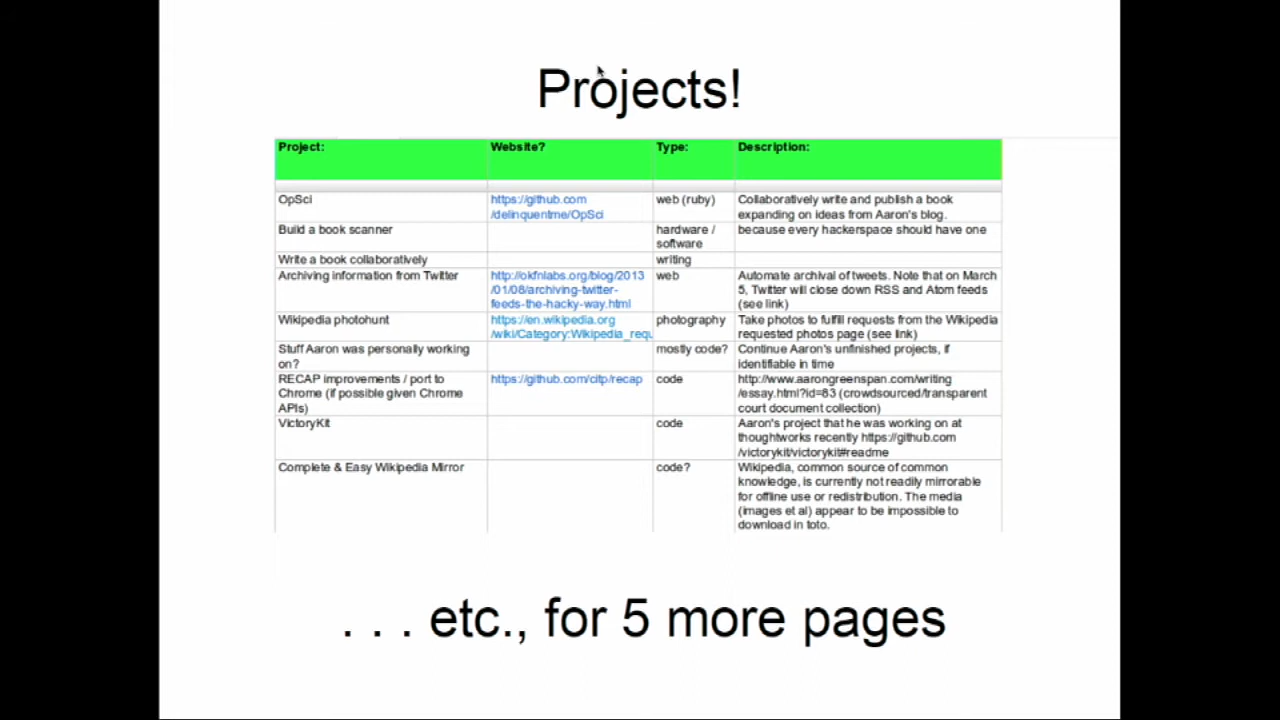 Projects!
Project: Website? Type: Description:
OpSci https://github.com web (ruby) Collaboratively write and publish a book
/delinquentme/OpSci expanding on ideas from Aaron's blog.
Build a book scanner hardware / because every hackerspace should have one
software
Write a book collaboratively writing
Archiving information from Twitter http://okfnlabs.org/blog/2013 web Automate archival of tweets. Note that on March
/01/08/archiving-twitter- 5, Twitter will close down RSS and Atom feeds
feeds-the-hacky-way.html (see link)
Wikipedia photohunt https://en.wikipedia.org photography Take photos to fulfill requests from the Wikipedia
/wiki/Category:Wikipedia_requ requested photos page (see link)
Stuff Aaron was personally working mostly code? Continue Aaron's unfinished projects, if
on? identifiable in time
RECAP improvements / port to https://github.com/citp/recap code http://www.aarongreenspan.com/writing
Chrome (if possible given Chrome /essay.html?id=83 (crowdsourced/transparent
APIs) court document collection)
VictoryKit code Aaron's project that he was working on at
thoughtworks recently https://github.com
/victorykit/victorykit#readme
Complete & Easy Wikipedia Mirror code? Wikipedia, common source of common
knowledge, is currently not readily mirrorable
for offline use or redistribution. The media
(images et al) appear to be impossible to
download in toto.
. . . etc., for 5 more pages